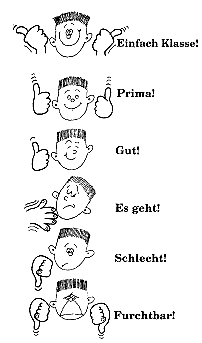 Einfach Klasse!
Prima!
Gut!
Es geht!
Schlecht!
Furchtbar!